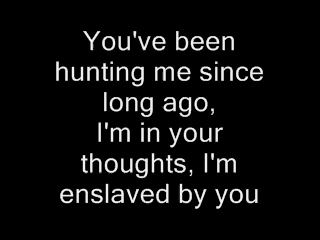 You've been
hunting me since
long ago,
I'm in your
thoughts, I'm
enslaved by you